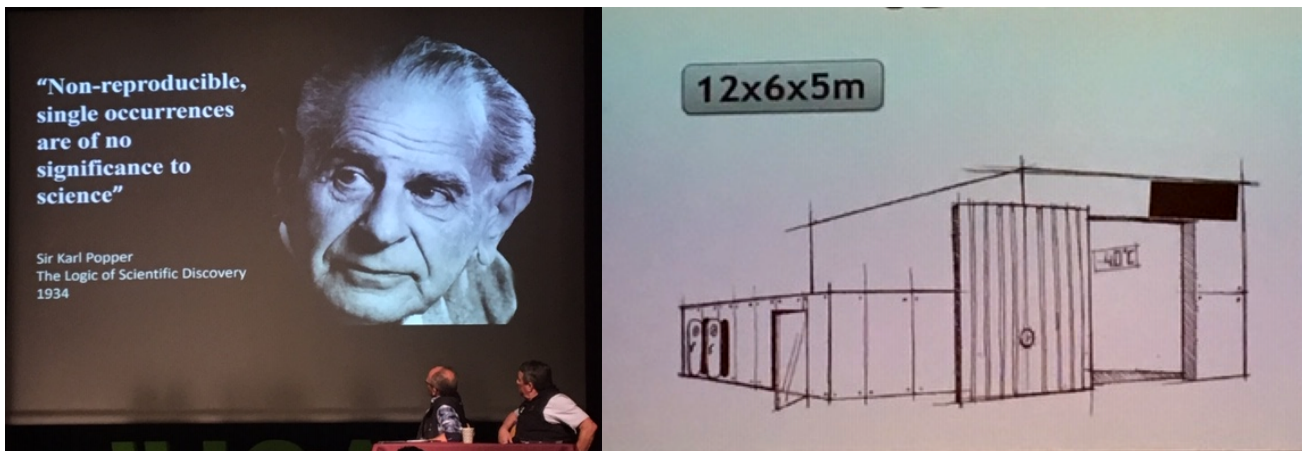 “Non-reproducible,
single occurrences
are of no
significance to
science”
Sir Karl Popper
The Logic of Scientific Discovery
1934
12x6x5m
-40°C